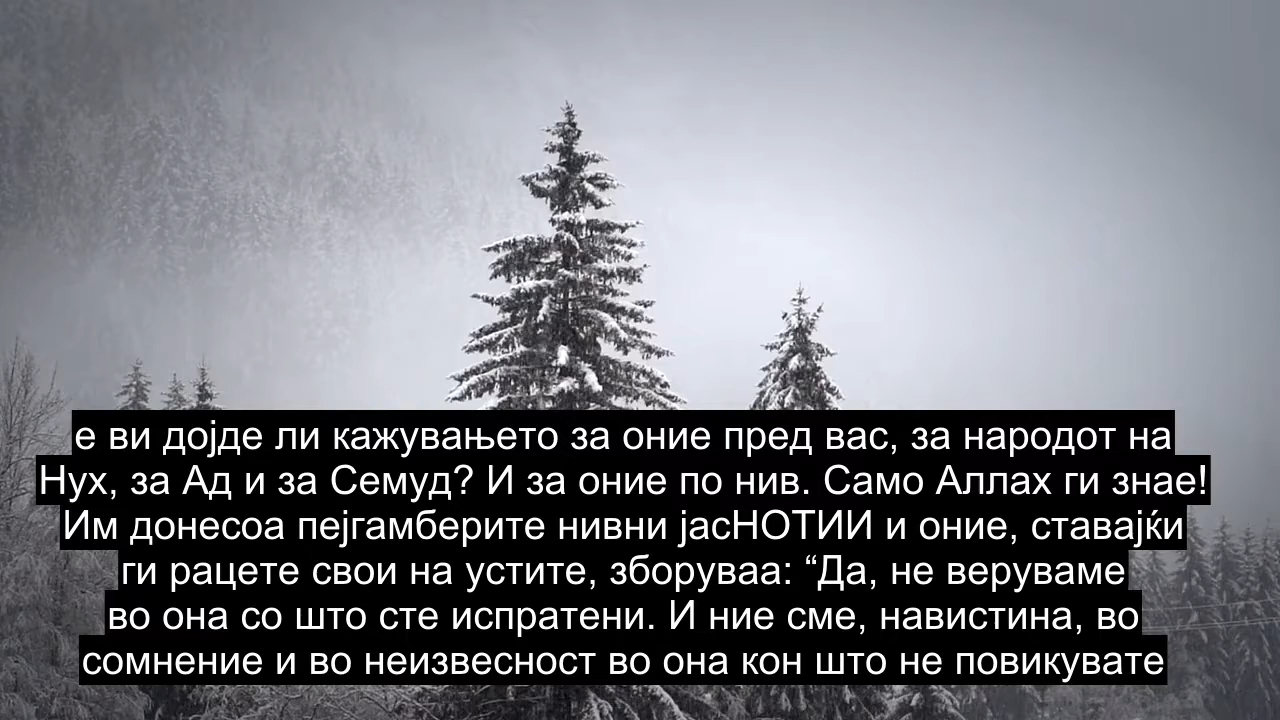 е ви дојде ли кажувањето за оние пред вас, за народот на
Нух, за Ад и за Семуд? И за оние по нив. Само Аллах ги знае!
Им донесоа пејгамберите нивни јасНОТИИ и оние, ставајќи
ги рацете свои на устите, зборуваа: “Да, не веруваме
во она со што сте испратени. И ние сме, навистина, во
сомнение и во неизвесност во она кон што не повикувате